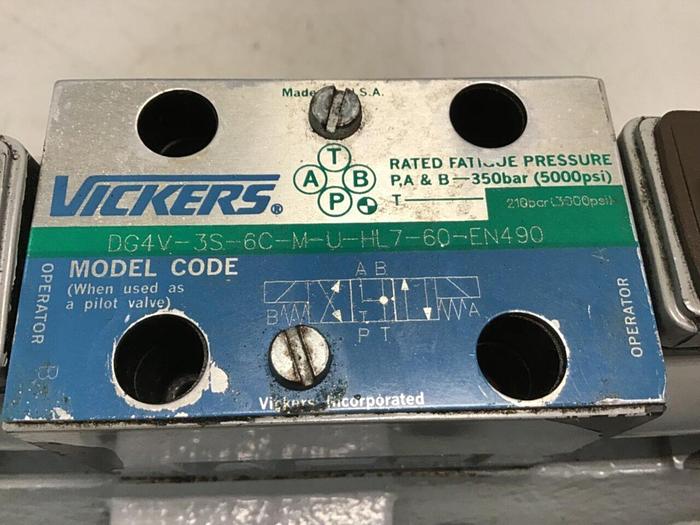 Made S.A.
T
A B
P
VICKERS®
RATED FATIGUE PRESSURE
P,A & B—350bar (5000psi)
T— 210bar(3000psi)
DG4V-3S-6C-M-U-HL7-60-EN490
MODEL CODE
(When used as
a pilot valve)
OPERATOR B
A B
B A
T
P T
OPERATOR
Vickers Incorporated